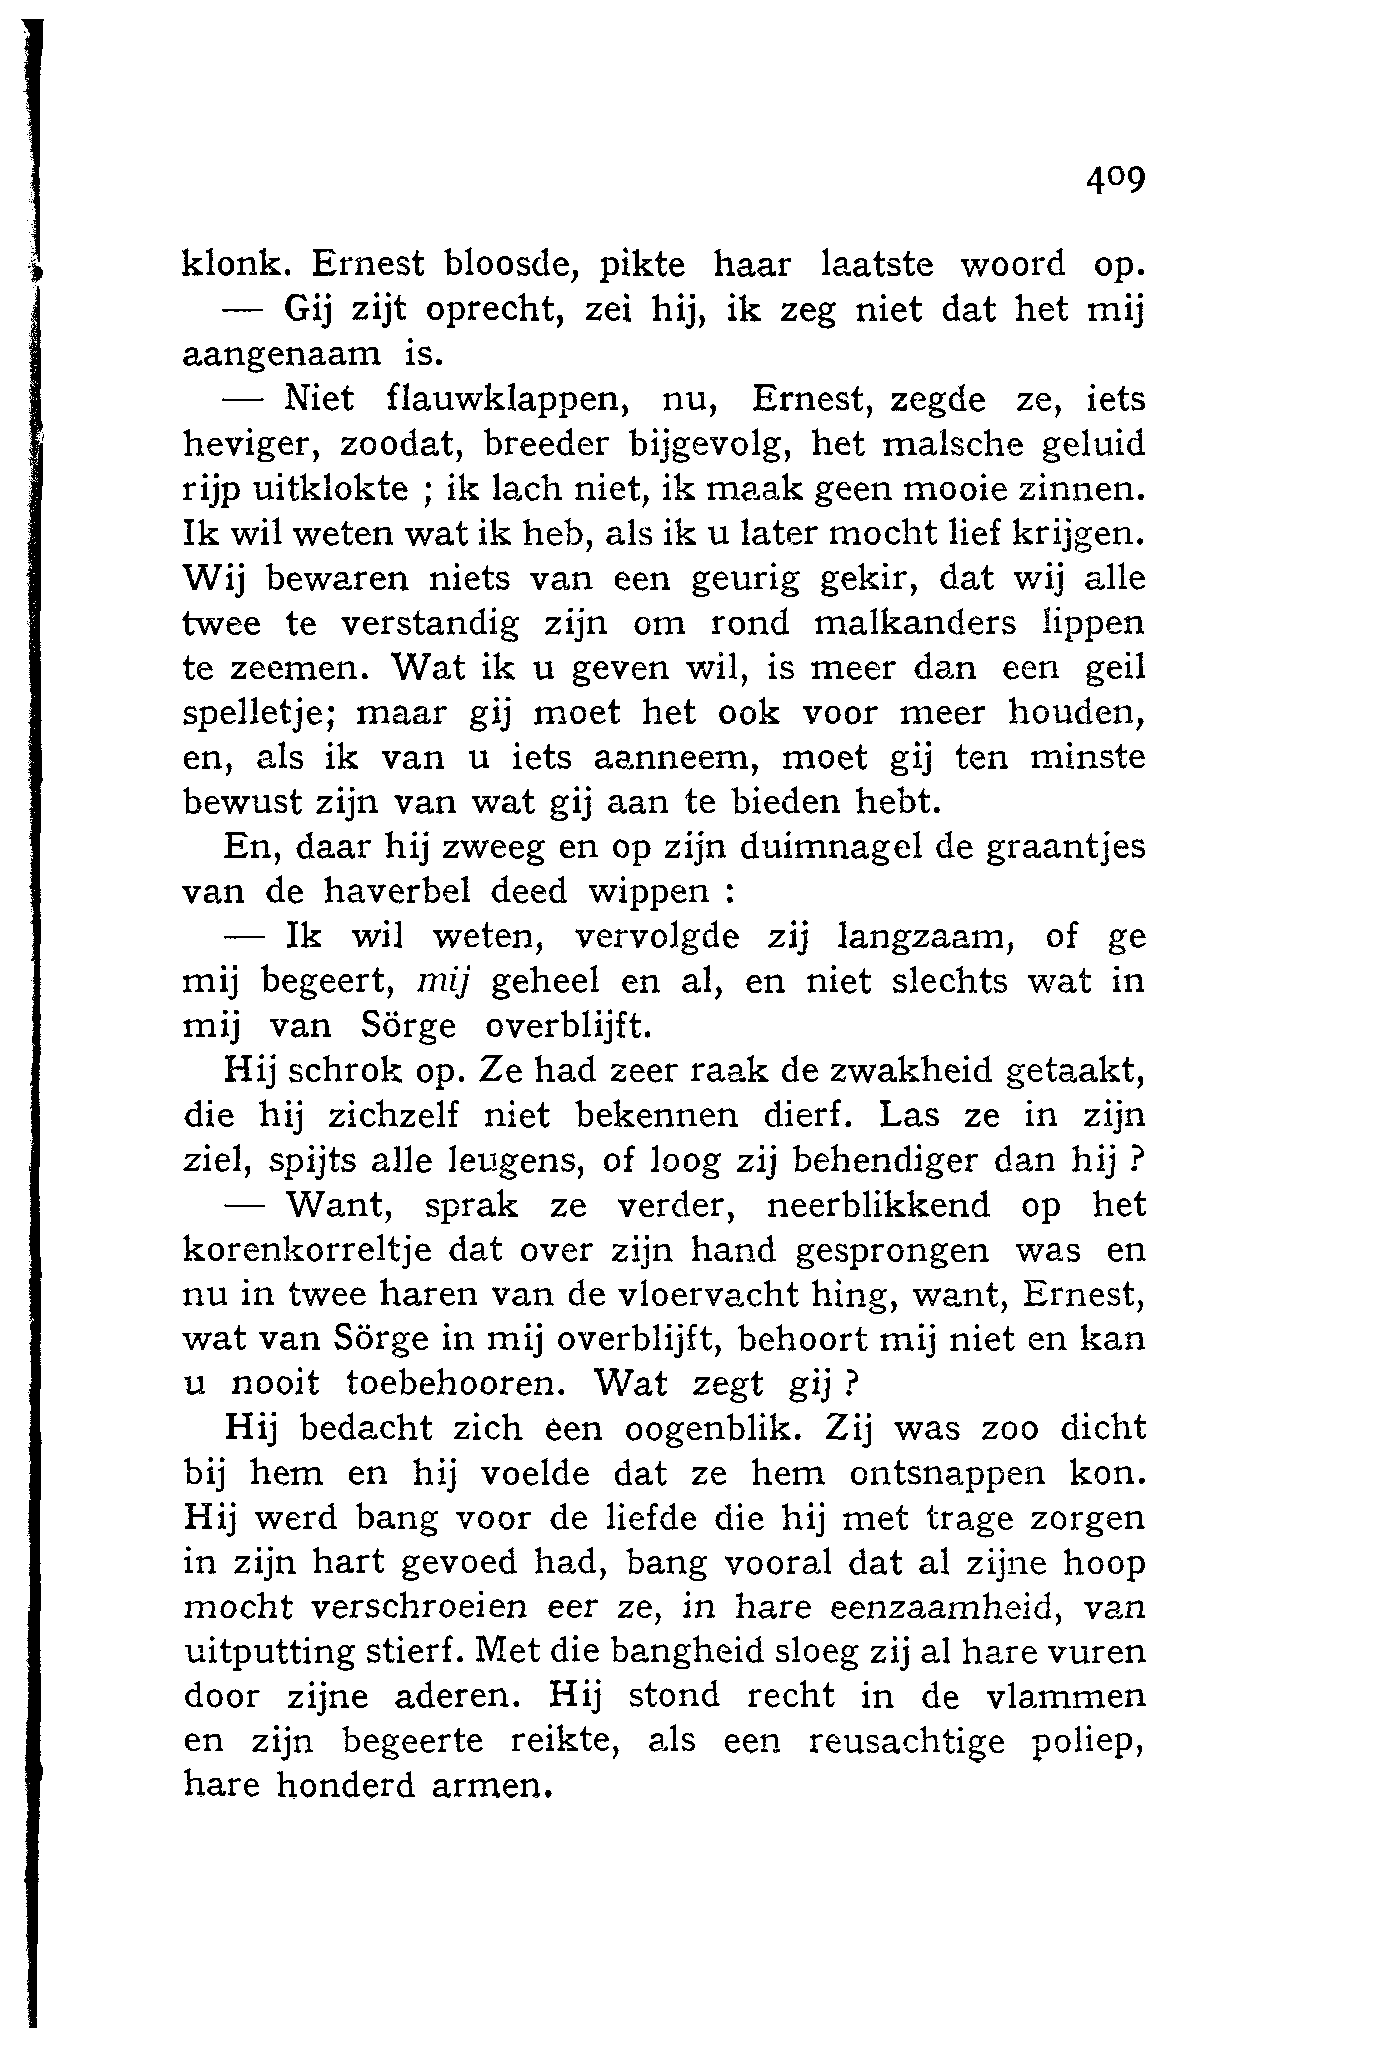 409
klonk. Ernest bloosde, pikte haar laatste woord op.
— Gij zijt oprecht, zei hij, ik zeg niet dat het mij
aangenaam is.
— Niet flauwklappen, nu, Ernest, zegde ze, iets
heviger, zoodat, breeder bijgevolg, het malsche geluid
rijp uitklokte ; ik lach niet, ik maak geen mooie zinnen.
Ik wil weten wat ik heb, als ik u later mocht lief krijgen.
Wij bewaren niets van een geurig gekir, dat wij alle
twee te verstandig zijn om rond malkanders lippen
te zeemen. Wat ik u geven wil, is meer dan een geil
spelletje; maar gij moet het ook voor meer houden,
en, als ik van u iets aanneem, moet gij ten minste
bewust zijn van wat gij aan te bieden hebt.
En, daar hij zweeg en op zijn duimnagel de graantjes
van de haverbel deed wippen :
— Ik wil weten, vervolgde zij langzaam, of ge
mij begeert, mij geheel en al, en niet slechts wat in
mij van Sörge overblijft.
Hij schrok op. Ze had zeer raak de zwakheid getaakt,
die hij zichzelf niet bekennen dierf. Las ze in zijn
ziel, spijts alle leugens, of loog zij behendiger dan hij ?
— Want, sprak ze verder, neerblikkend op het
korenkorreltje dat over zijn hand gesprongen was en
nu in twee haren van de vloervacht hing, want, Ernest,
wat van Sörge in mij overblijft, behoort mij niet en kan
u nooit toebehooren. Wat zegt gij ?
Hij bedacht zich een oogenblik. Zij was zoo dicht
bij hem en hij voelde dat ze hem ontsnappen kon.
Hij werd bang voor de liefde die hij met trage zorgen
in zijn hart gevoed had, bang vooral dat al zijne hoop
mocht verschroeien eer ze, in hare eenzaamheid, van
uitputting stierf. Met die bangheid sloeg zij al hare vuren
door zijne aderen. Hij stond recht in de vlammen
en zijn begeerte reikte, als een reusachtige poliep,
hare honderd armen.